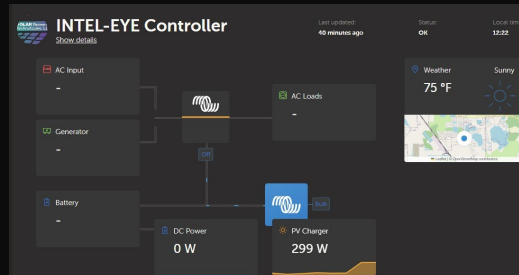 INTEL-EYE Controller
Show details
Last updated:
40 minutes ago
Status:
OK
Local time
12:22
AC Input
-
Generator
-
Battery
-
Off
AC Loads
-
Weather
Sunny
75 °F
Bulk
DC Power
0 W
PV Charger
299 W